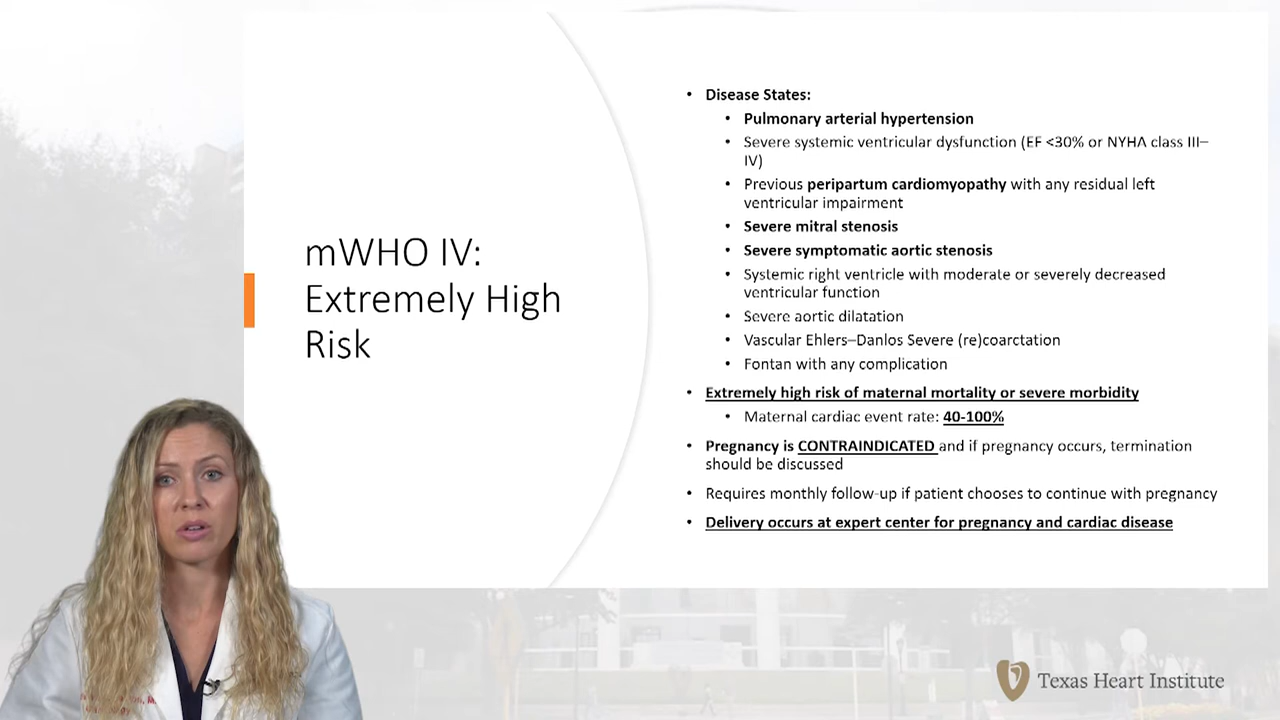 mWHO IV:
Extremely High
Risk
• Disease States:
• Pulmonary arterial hypertension
• Severe systemic ventricular dysfunction (EF <30% or NYHA class III–
IV)
• Previous peripartum cardiomyopathy with any residual left
ventricular impairment
• Severe mitral stenosis
• Severe symptomatic aortic stenosis
• Systemic right ventricle with moderate or severely decreased
ventricular function
• Severe aortic dilatation
• Vascular Ehlers–Danlos Severe (re)coarctation
• Fontan with any complication
• Extremely high risk of maternal mortality or severe morbidity
• Maternal cardiac event rate: 40-100%
• Pregnancy is CONTRAINDICATED and if pregnancy occurs, termination
should be discussed
• Requires monthly follow-up if patient chooses to continue with pregnancy
• Delivery occurs at expert center for pregnancy and cardiac disease
Texas Heart Institute